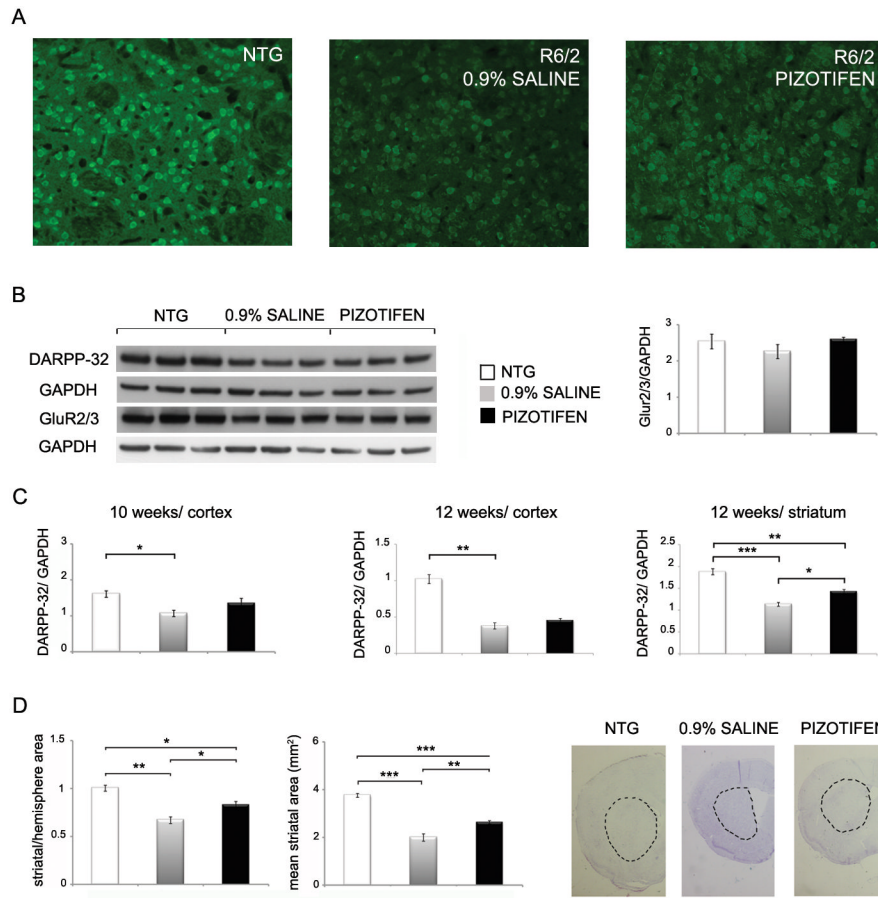 A
NTG
R6/2
0.9% SALINE
R6/2
PIZOTIFEN
B
NTG 0.9% SALINE PIZOTIFEN
DARPP-32
GAPDH
GluR2/3
GAPDH
NTG
0.9% SALINE
PIZOTIFEN
Glur2/3/GAPDH
3
2
1
0
C
10 weeks/ cortex
DARPP-32/ GAPDH
3
2
1
0
*
12 weeks/ cortex
DARPP-32/ GAPDH
1.5
1
0.5
0
**
12 weeks/ striatum
DARPP-32/ GAPDH
2.5
2
1.5
1
0.5
0
**
***
*
D
striatal/hemisphere area
1.5
1
0.5
0
*
**
*
mean striatal area (mm²)
6
4
2
0
***
***
**
NTG 0.9% SALINE PIZOTIFEN